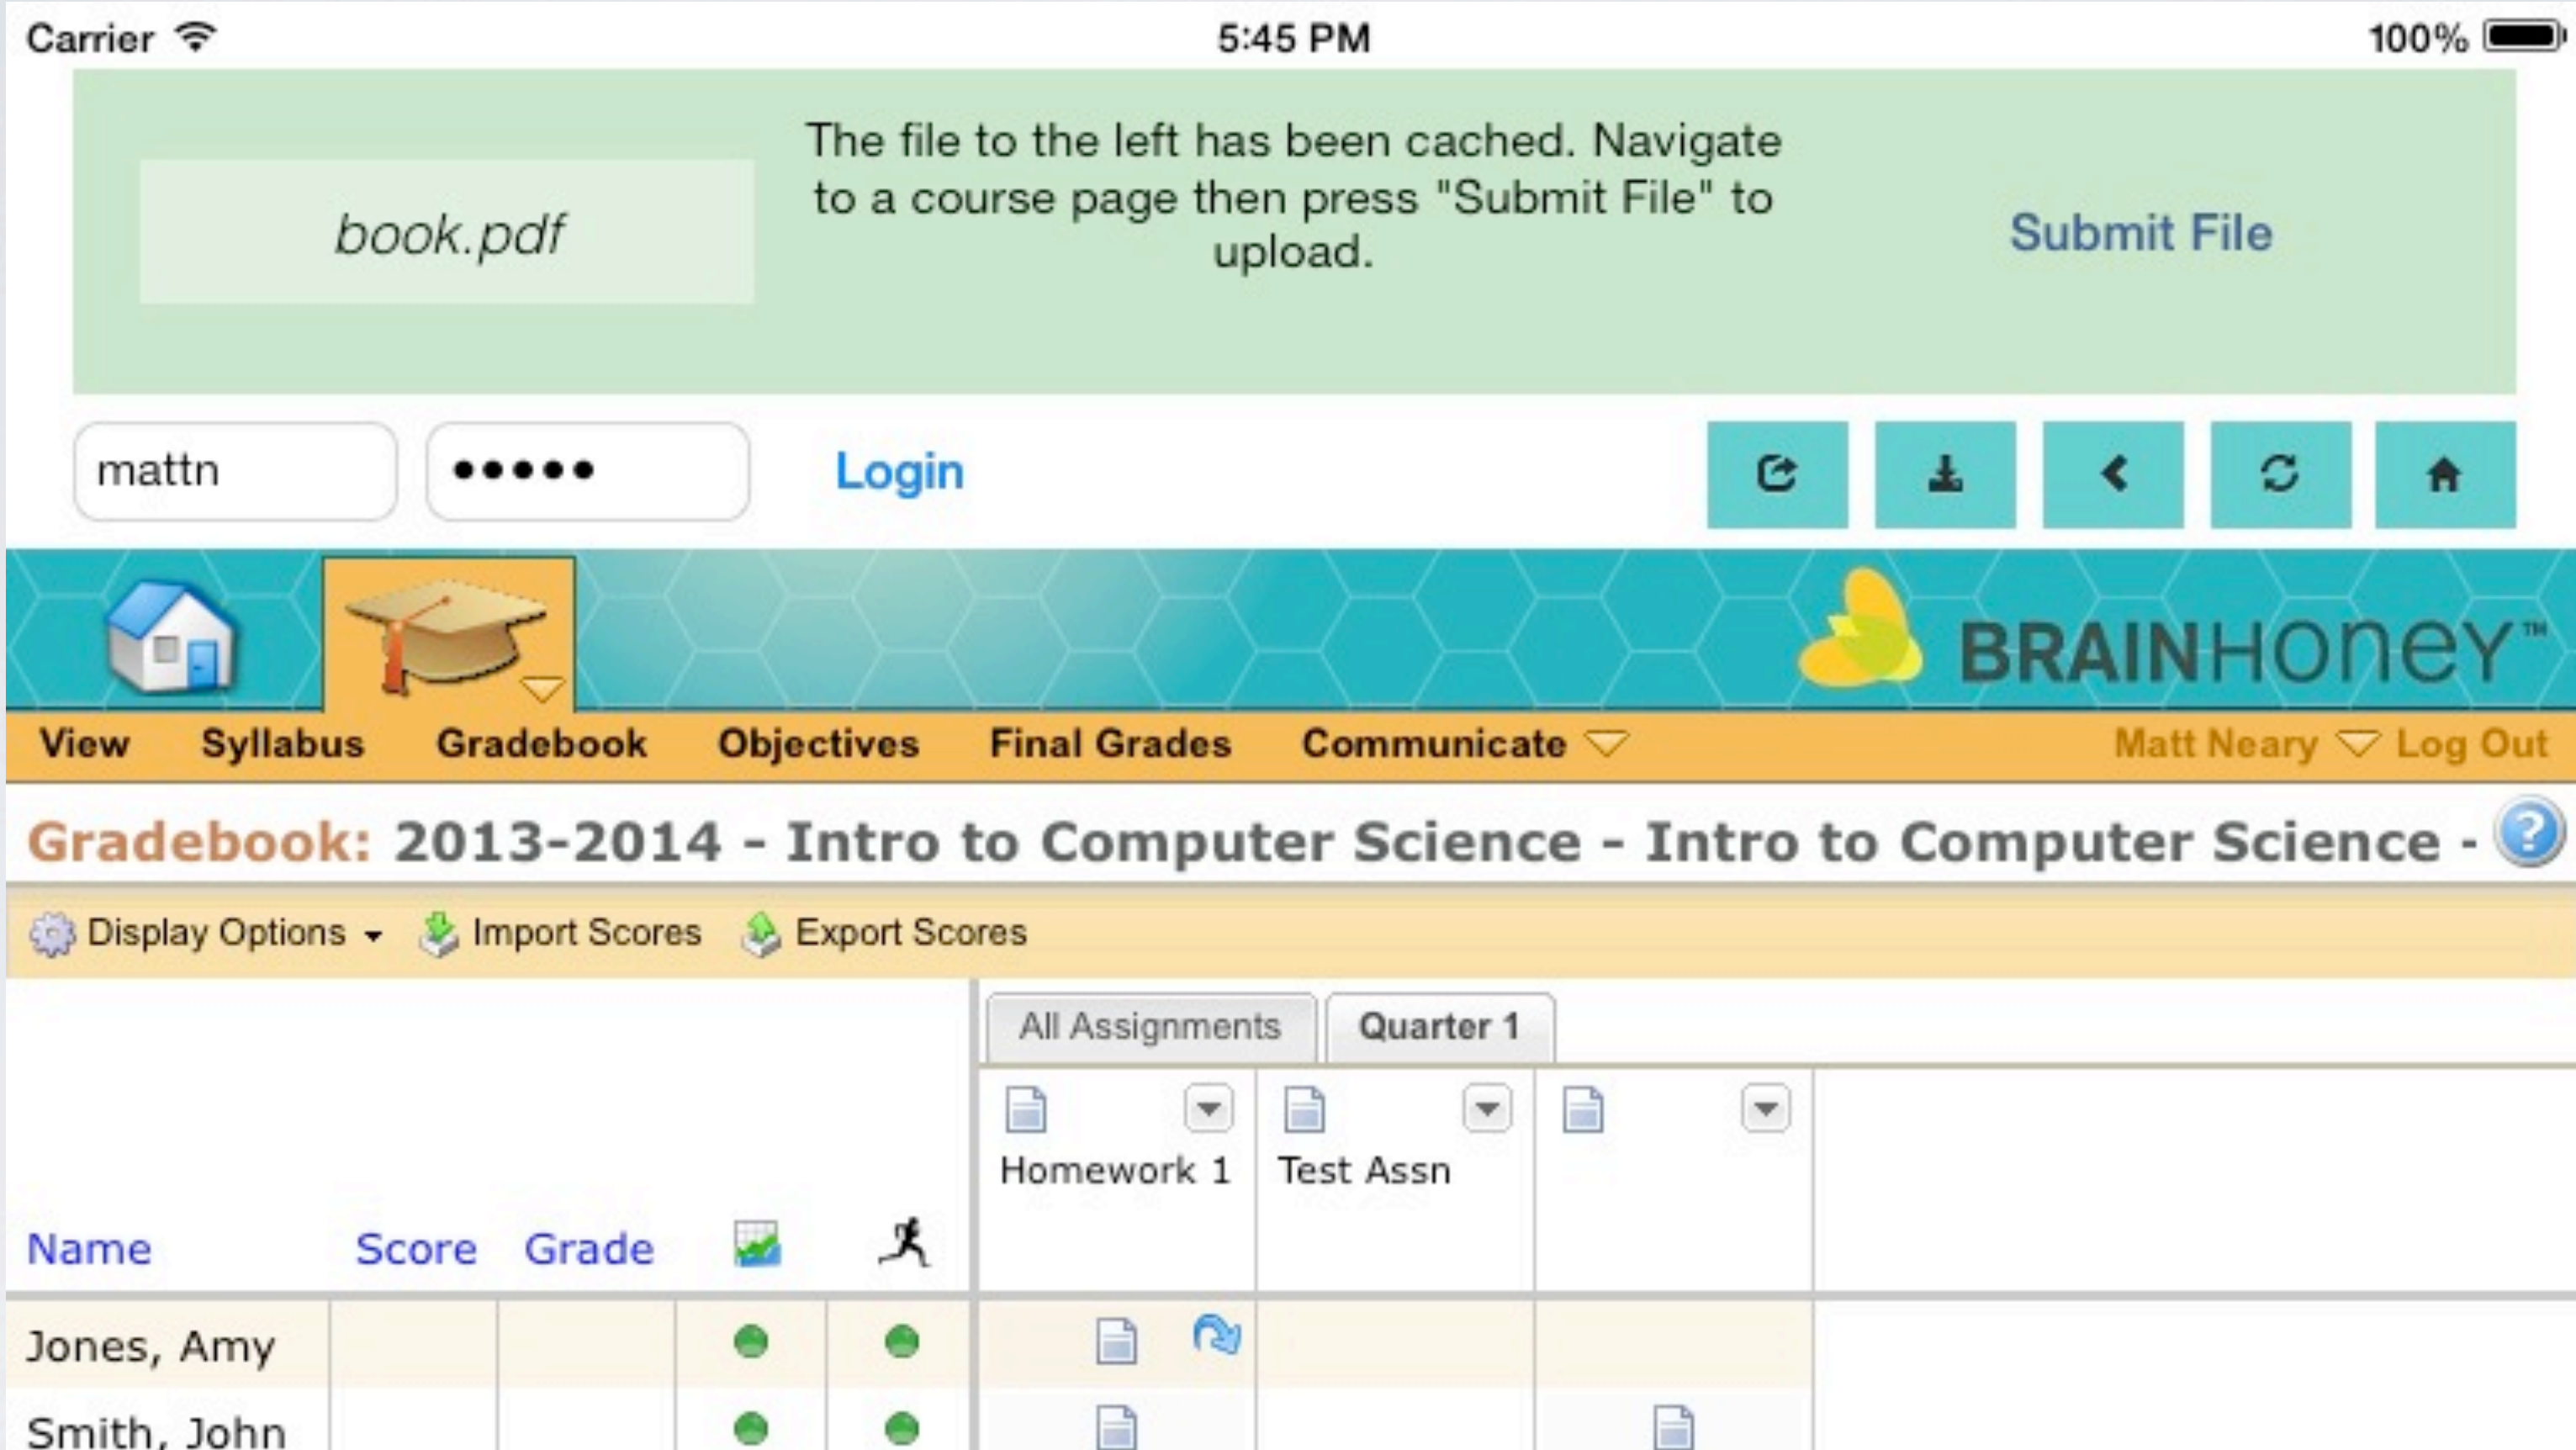 Carrier 5:45 PM 100%
book.pdf
The file to the left has been cached. Navigate
to a course page then press "Submit File" to
upload.
Submit File
mattn ••••• Login
BRAINHONEY™
View Syllabus Gradebook Objectives Final Grades Communicate Matt Neary Log Out
Gradebook: 2013-2014 - Intro to Computer Science - Intro to Computer Science - ?
Display Options Import Scores Export Scores
All Assignments Quarter 1
Homework 1 Test Assn
Name Score Grade
Jones, Amy
Smith, John